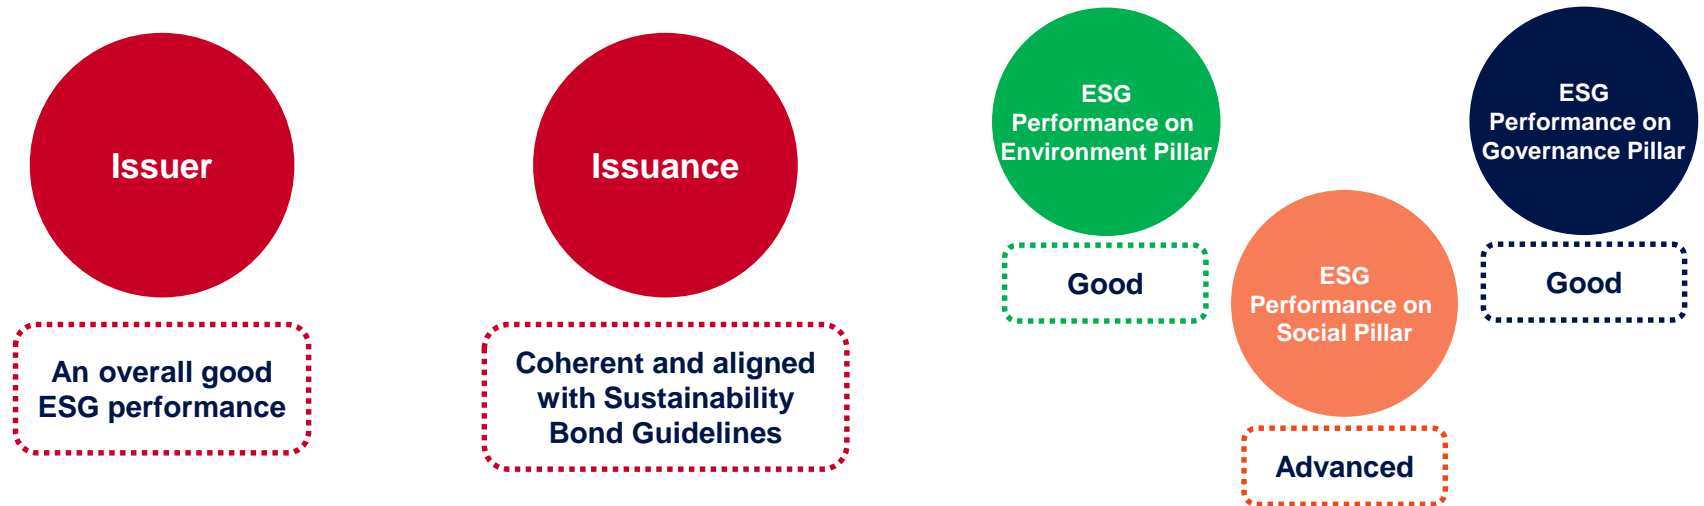 Issuer
An overall good
ESG performance
Issuance
Coherent and aligned
with Sustainability
Bond Guidelines
ESG
Performance on
Environment Pillar
Good
ESG
Performance on
Social Pillar
Advanced
ESG
Performance on
Governance Pillar
Good